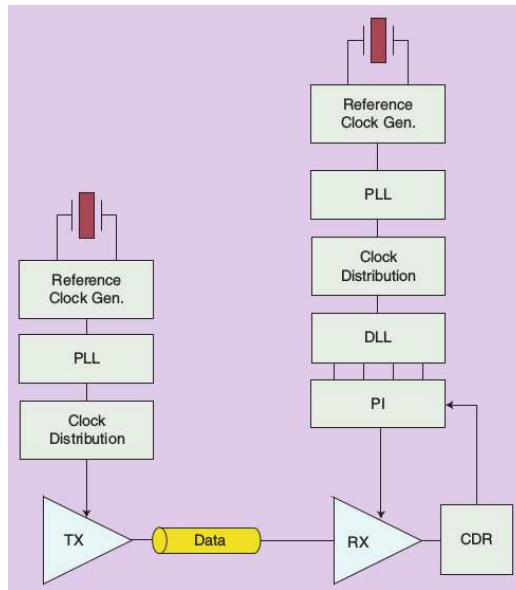 Reference
Clock Gen.
PLL
Clock
Distribution
TX
Data
Reference
Clock Gen.
PLL
Clock
Distribution
DLL
PI
RX
CDR